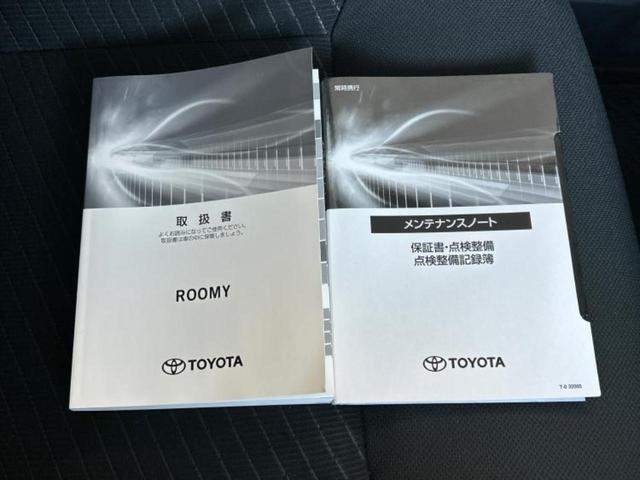 取扱書
よくお読みになってご使用ください。
取扱書は車の中に保管しましょう。
ROOMY
TOYOTA
常時携行
メンテナンスノート
保証書・点検整備
点検整備記録簿
TOYOTA